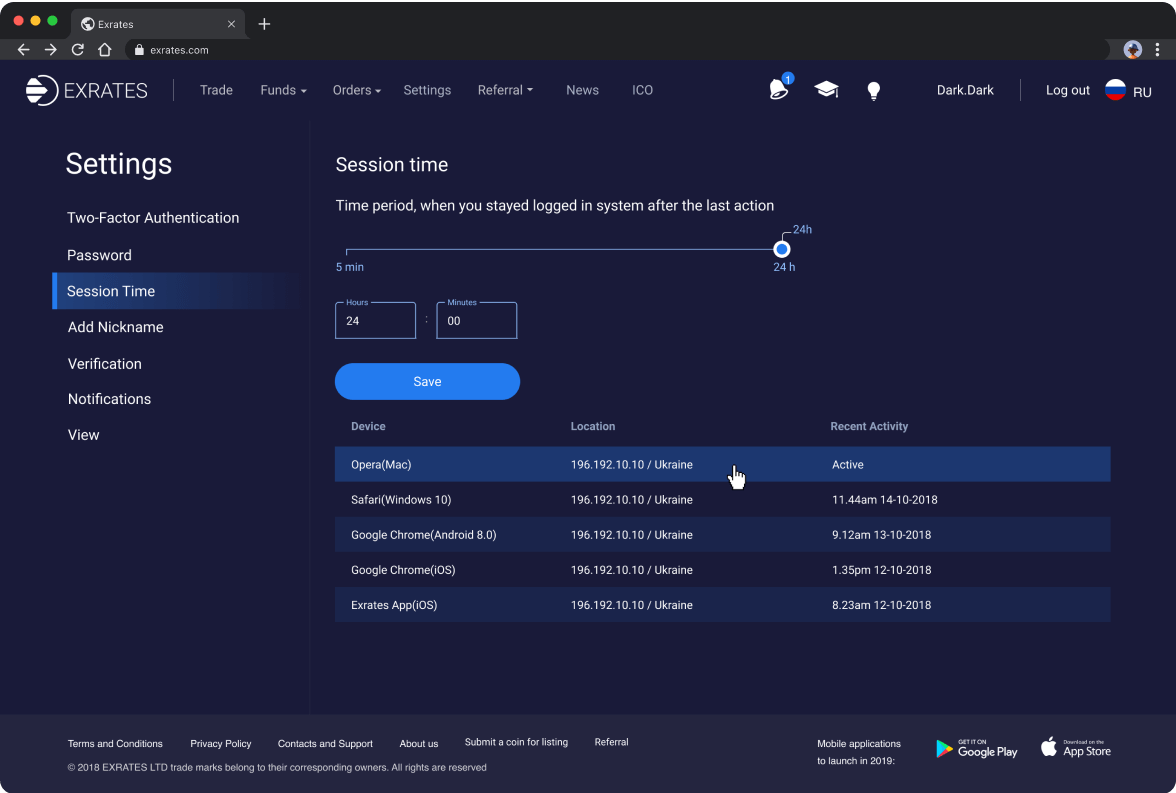 Exrates
exrates.com
EXRATES Trade Funds Orders Settings Referral News ICO 1 Dark.Dark Log out RU
Settings
Two-Factor Authentication
Password
Session Time
Add Nickname
Verification
Notifications
View
Session time
Time period, when you stayed logged in system after the last action
24h
5 min 24 h
Hours Minutes
24 : 00
Save
Device Location Recent Activity
Opera(Mac) 196.192.10.10 / Ukraine Active
Safari(Windows 10) 196.192.10.10 / Ukraine 11.44am 14-10-2018
Google Chrome(Android 8.0) 196.192.10.10 / Ukraine 9.12am 13-10-2018
Google Chrome(iOS) 196.192.10.10 / Ukraine 1.35pm 12-10-2018
Exrates App(iOS) 196.192.10.10 / Ukraine 8.23am 12-10-2018
Terms and Conditions Privacy Policy Contacts and Support About us Submit a coin for listing Referral
© 2018 EXRATES LTD trade marks belong to their corresponding owners. All rights are reserved
Mobile applications
to launch in 2019:
GET IT ON
Google Play
Download on the
App Store